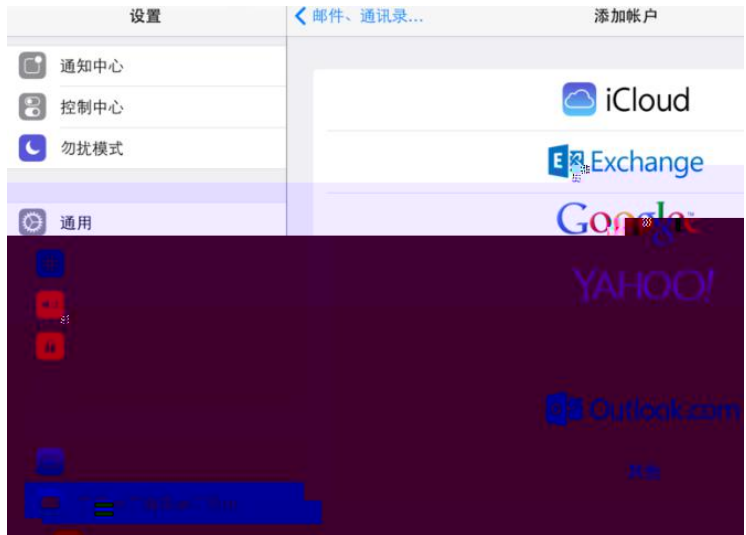 设置
通知中心
控制中心
勿扰模式
通用
邮件、通讯录...
添加帐户
iCloud
Exchange
Google
YAHOO!
Outlook.com
其他